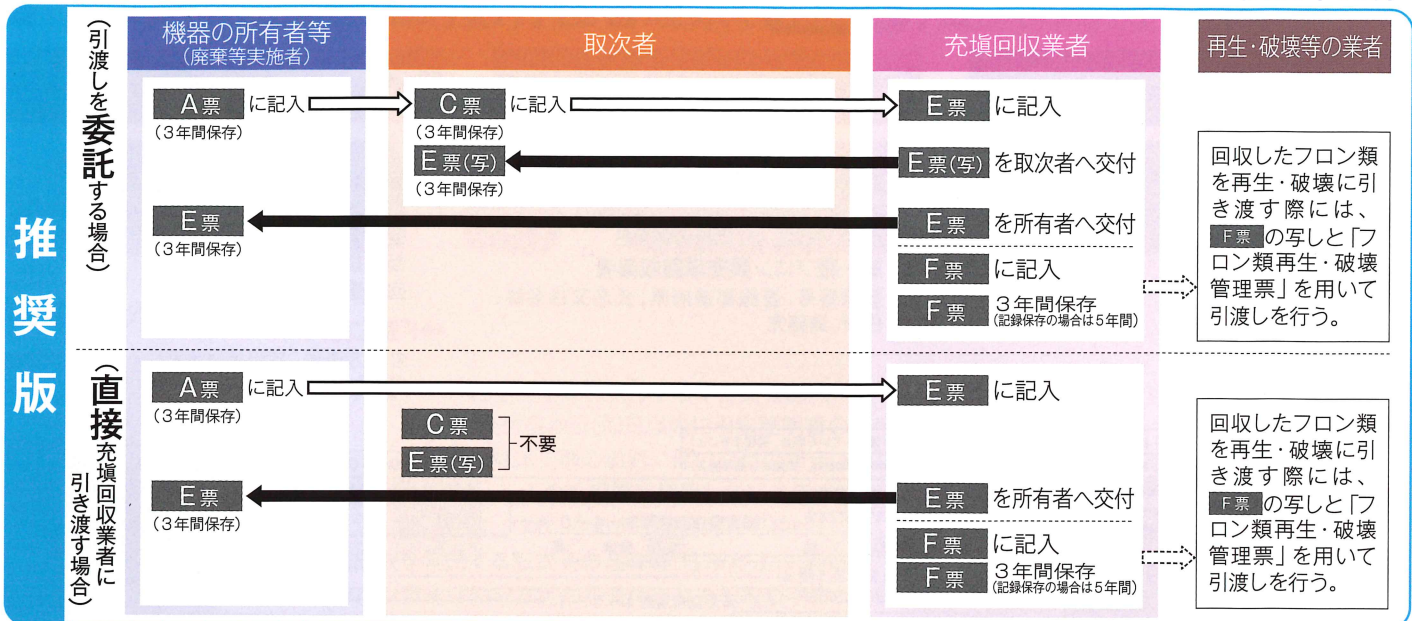 推奨版
機器の所有者等
(廃棄等実施者)
取次者
充塡回収業者
再生・破壊等の業者
(引渡しを委託する場合)
A票 に記入
(3年間保存)
C票 に記入
(3年間保存)
E票 に記入
E票(写)
(3年間保存)
E票(写) を取次者へ交付
E票
(3年間保存)
E票 を所有者へ交付
F票 に記入
F票 3年間保存
(記録保存の場合は5年間)
回収したフロン類
を再生・破壊に引
き渡す際には、
F票 の写しと「フ
ロン類再生・破壊
管理票」を用いて
引渡しを行う。
(直接充塡回収業者に
引き渡す場合)
A票 に記入
(3年間保存)
E票 に記入
C票
E票(写)
不要
E票
(3年間保存)
E票 を所有者へ交付
F票 に記入
F票 3年間保存
(記録保存の場合は5年間)
回収したフロン類
を再生・破壊に引
き渡す際には、
F票 の写しと「フ
ロン類再生・破壊
管理票」を用いて
引渡しを行う。